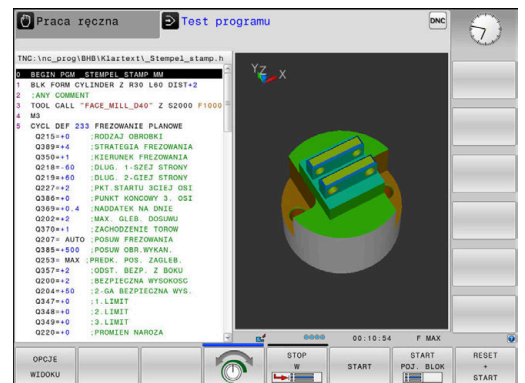 Praca ręczna
Test programu
DNC
TNC:\nc_prog\BHB\Klartext\_Stempel_stamp.h
0 BEGIN PGM _STEMPEL_STAMP MM
1 BLK FORM CYLINDER Z R30 L60 DIST+2
2 ;ANY COMMENT
3 TOOL CALL "FACE_MILL_D40" Z S2000 F1000
4 M3
5 CYCL DEF 233 FREZOWANIE PLANOWE
Q215=+0 ;RODZAJ OBROBKI
Q389=+4 ;STRATEGIA FREZOWANIA
Q350=+1 ;KIERUNEK FREZOWANIA
Q218=-60 ;DLUG. 1-SZEJ STRONY
Q219=+60 ;DLUG. 2-GIEJ STRONY
Q227=+2 ;PKT.STARTU 3CIEJ OSI
Q386=+0 ;PUNKT KONCOWY 3. OSI
Q369=+0.4 ;NADDATEK NA DNIE
Q202=+2 ;MAX. GLEB. DOSUWU
Q370=+1 ;ZACHODZENIE TOROW
Q207= AUTO ;POSUW FREZOWANIA
Q385=+500 ;POSUW OBR.WYKAN.
Q253= MAX ;PREDK. POS. ZAGLEB.
Q357=+2 ;ODST. BEZP. Z BOKU
Q200=+2 ;BEZPIECZNA WYSOKOSC
Q204=+50 ;2-GA BEZPIECZNA WYS.
Q347=+0 ;1.LIMIT
Q348=+0 ;2.LIMIT
Q349=+0 ;3.LIMIT
Q220=+0 ;PROMIEN NAROZA
Y Z X
00:10:54 F MAX
OPCJE WIDOKU
STOP W
START
START POJ. BLOK
RESET + START